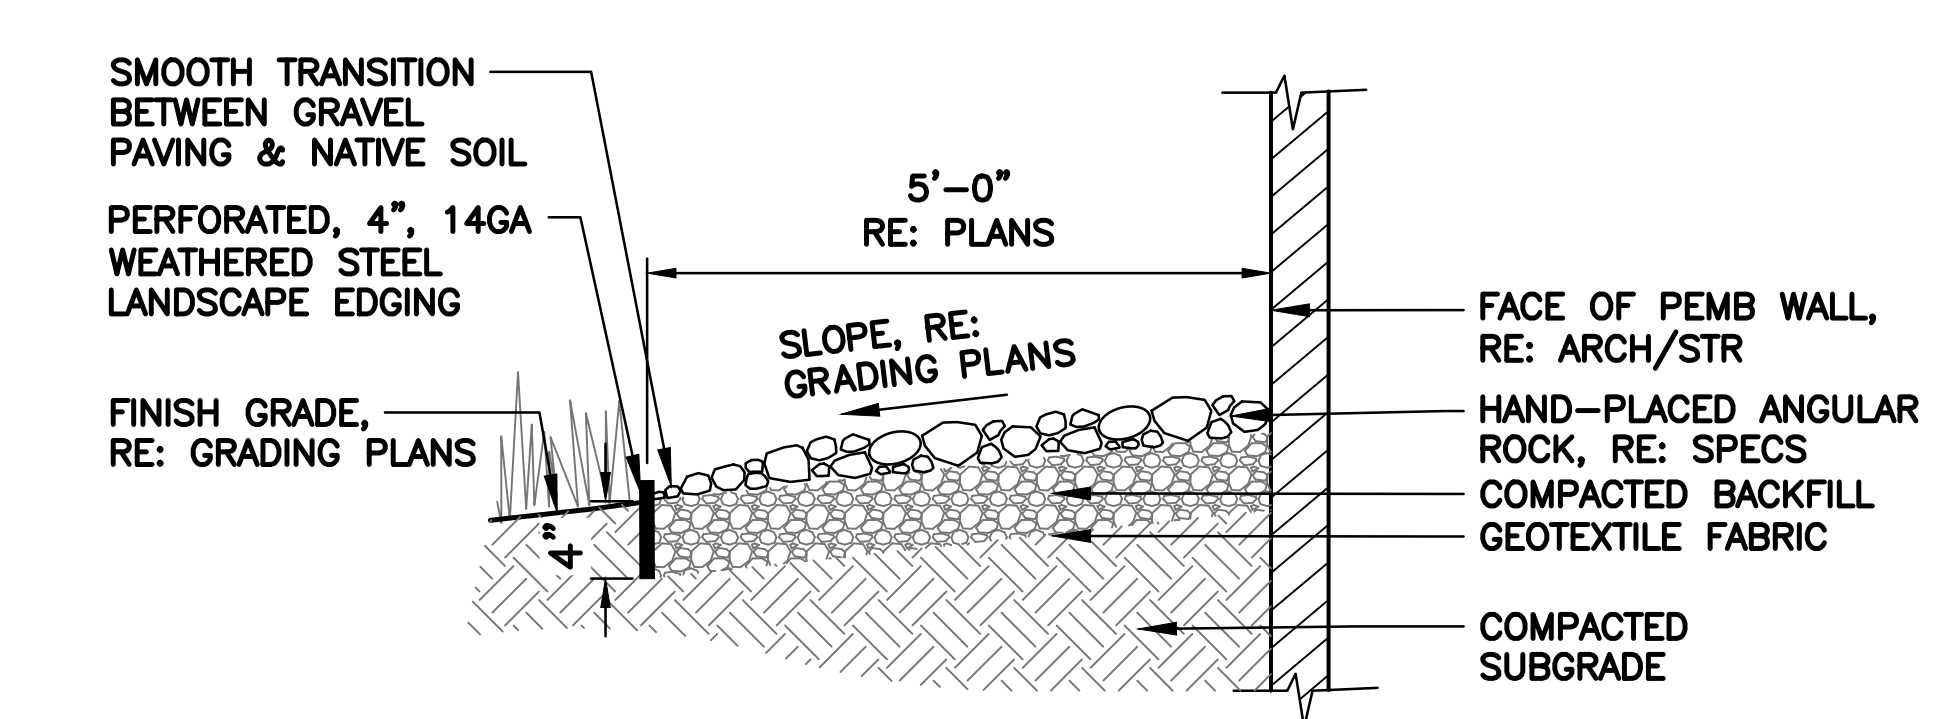 SMOOTH TRANSITION
BETWEEN GRAVEL
PAVING & NATIVE SOIL
PERFORATED, 4", 14GA
WEATHERED STEEL
LANDSCAPE EDGING
FINISH GRADE,
RE: GRADING PLANS
4"
5'-0"
RE: PLANS
SLOPE, RE:
GRADING PLANS
FACE OF PEMB WALL,
RE: ARCH/STR
HAND-PLACED ANGULAR
ROCK, RE: SPECS
COMPACTED BACKFILL
GEOTEXTILE FABRIC
COMPACTED
SUBGRADE